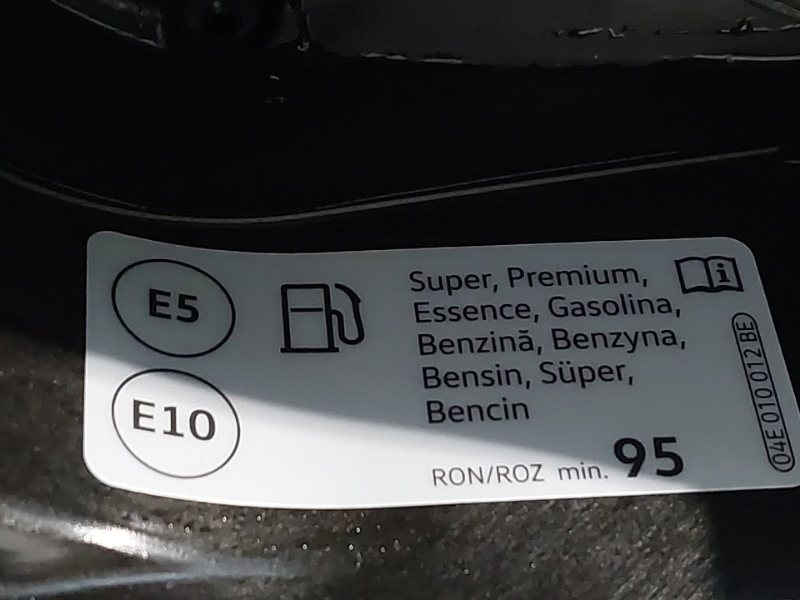 E5
E10
Super, Premium,
Essence, Gasolina,
Benzină, Benzyna,
Bensin, Süper,
Bencin
RON/ROZ min. 95
i
04E 010 012 BE